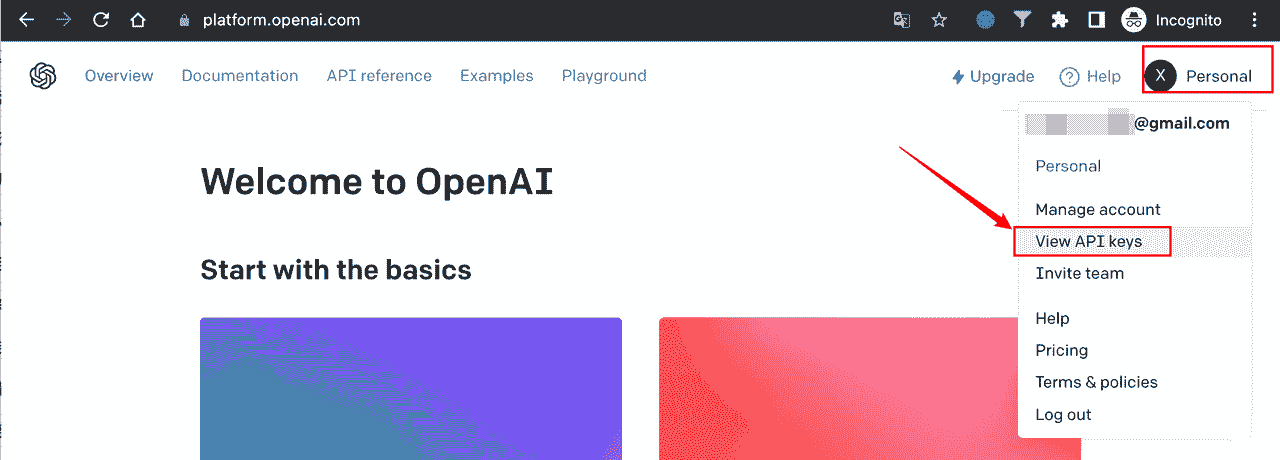 platform.openai.com Incognito
Overview Documentation API reference Examples Playground Upgrade Help X Personal
@gmail.com
Personal
Welcome to OpenAI
Manage account
View API keys
Start with the basics
Invite team
Help
Pricing
Terms & policies
Log out